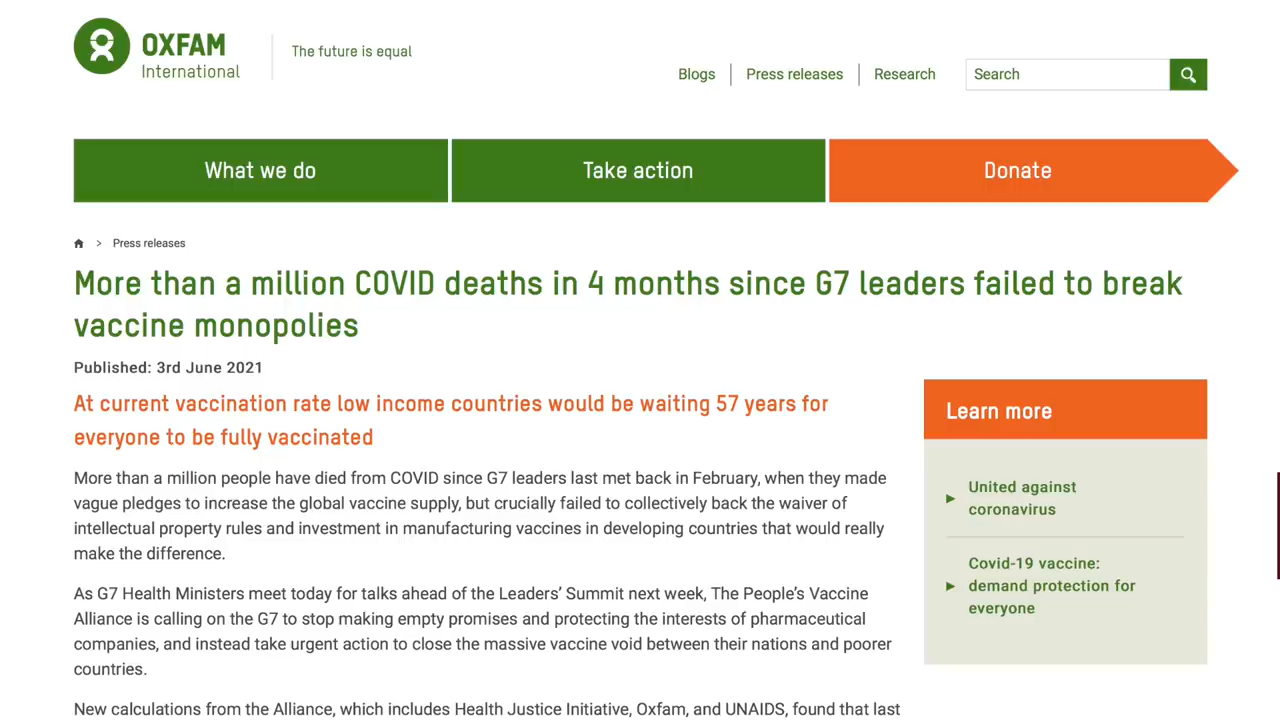 OXFAM
International
The future is equal
Blogs
Press releases
Research
Search
What we do
Take action
Donate
> Press releases
More than a million COVID deaths in 4 months since G7 leaders failed to break
vaccine monopolies
Published: 3rd June 2021
At current vaccination rate low income countries would be waiting 57 years for
everyone to be fully vaccinated
More than a million people have died from COVID since G7 leaders last met back in February, when they made
vague pledges to increase the global vaccine supply, but crucially failed to collectively back the waiver of
intellectual property rules and investment in manufacturing vaccines in developing countries that would really
make the difference.
As G7 Health Ministers meet today for talks ahead of the Leaders’ Summit next week, The People’s Vaccine
Alliance is calling on the G7 to stop making empty promises and protecting the interests of pharmaceutical
companies, and instead take urgent action to close the massive vaccine void between their nations and poorer
countries.
New calculations from the Alliance, which includes Health Justice Initiative, Oxfam, and UNAIDS, found that last
Learn more
United against
coronavirus
Covid-19 vaccine:
demand protection for
everyone